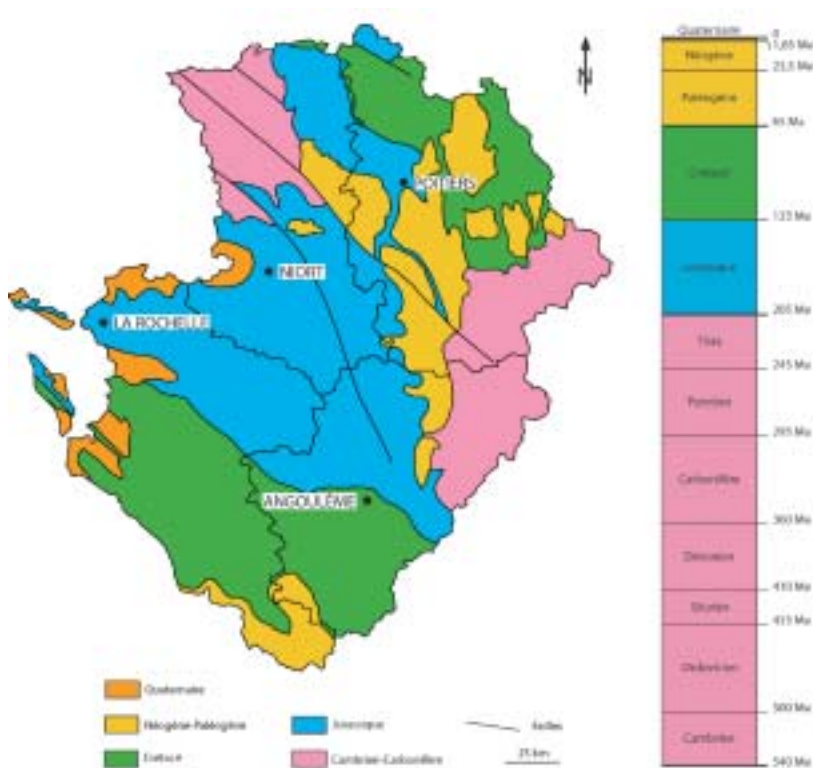 N
POITIERS
NIORT
LA ROCHELLE
ANGOULÊME
Quaternaire
Néogène-Paléogène
Crétacé
Jurassique
Cambrien-Carbonifère
Failles
25 km
Quaternaire
0
1,65 Ma
Néogène
23,5 Ma
Paléogène
65 Ma
Crétacé
135 Ma
Jurassique
205 Ma
Trias
245 Ma
Permien
295 Ma
Carbonifère
360 Ma
Dévonien
410 Ma
Silurien
435 Ma
Ordovicien
500 Ma
Cambrien
540 Ma